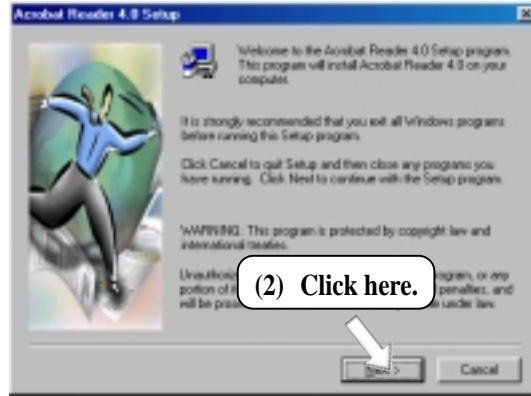 Acrobat Reader 4.0 Setup
Welcome to the Acrobat Reader 4.0 Setup program.
This program will install Acrobat Reader 4.0 on your
computer.
It is strongly recommended that you exit all Windows programs
before running this Setup program.
Click Cancel to quit Setup and then close any programs you
have running. Click Next to continue with the Setup program.
WARNING: This program is protected by copyright law and
international treaties.
program, or any
portion of
penalties, and
will be
under law.
(2) Click here.
Next >
Cancel